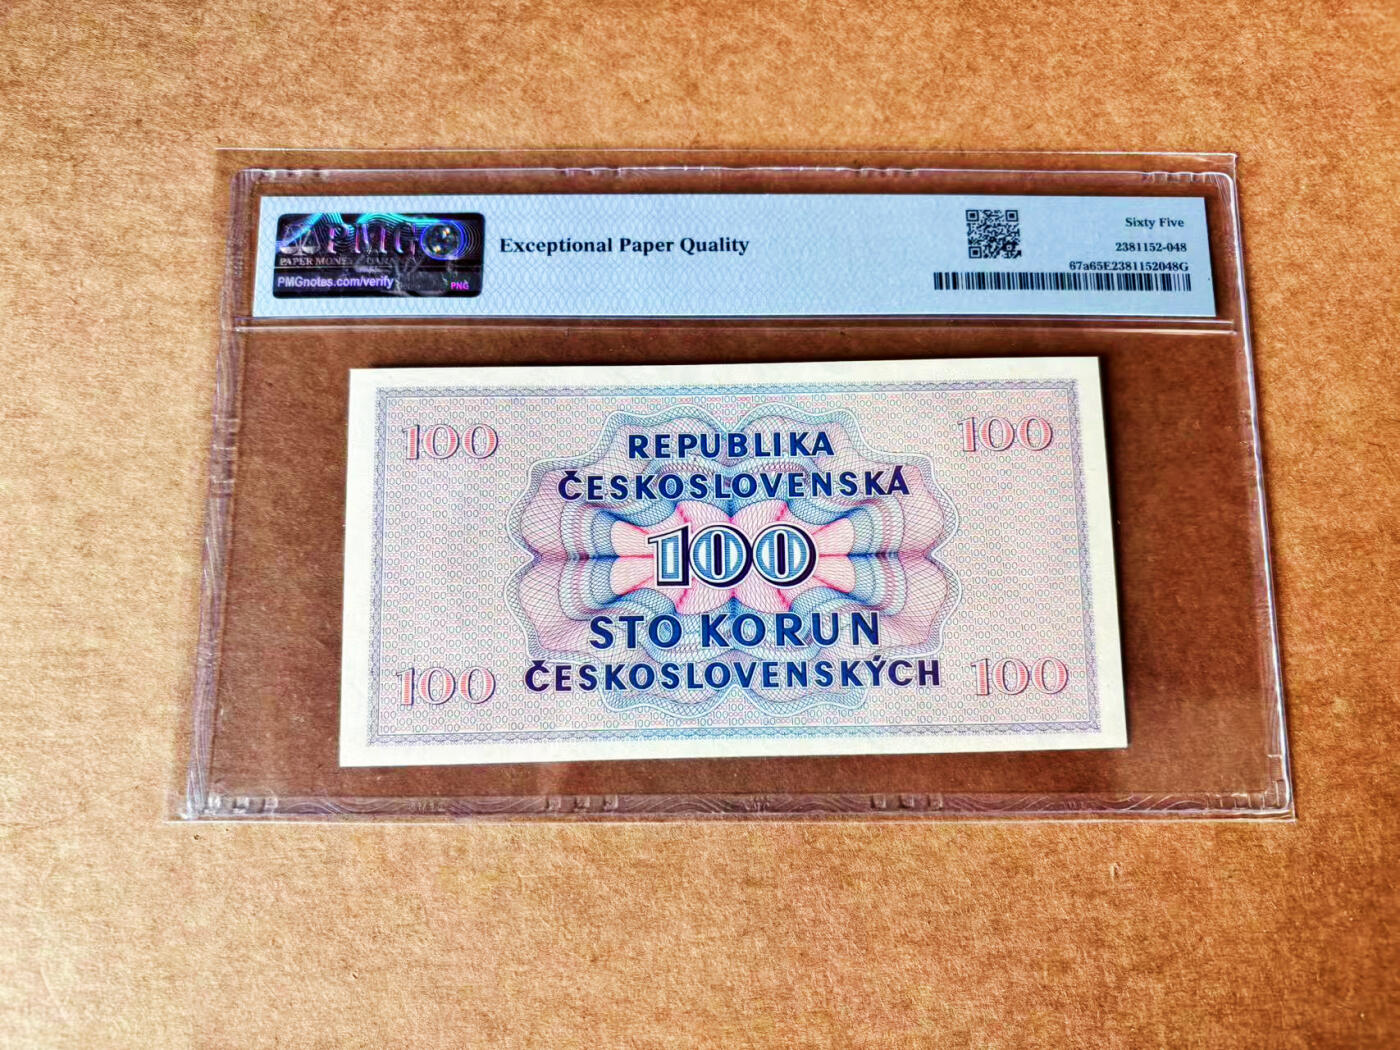 PMG
PAPER MONEY GUARANTY
PMGnotes.com/verify
PNG
Exceptional Paper Quality
Sixty Five
2381152-048
67a65E2381152048G
100
100
REPUBLIKA
ČESKOSLOVENSKÁ
100
STO KORUN
ČESKOSLOVENSKÝCH
100
100